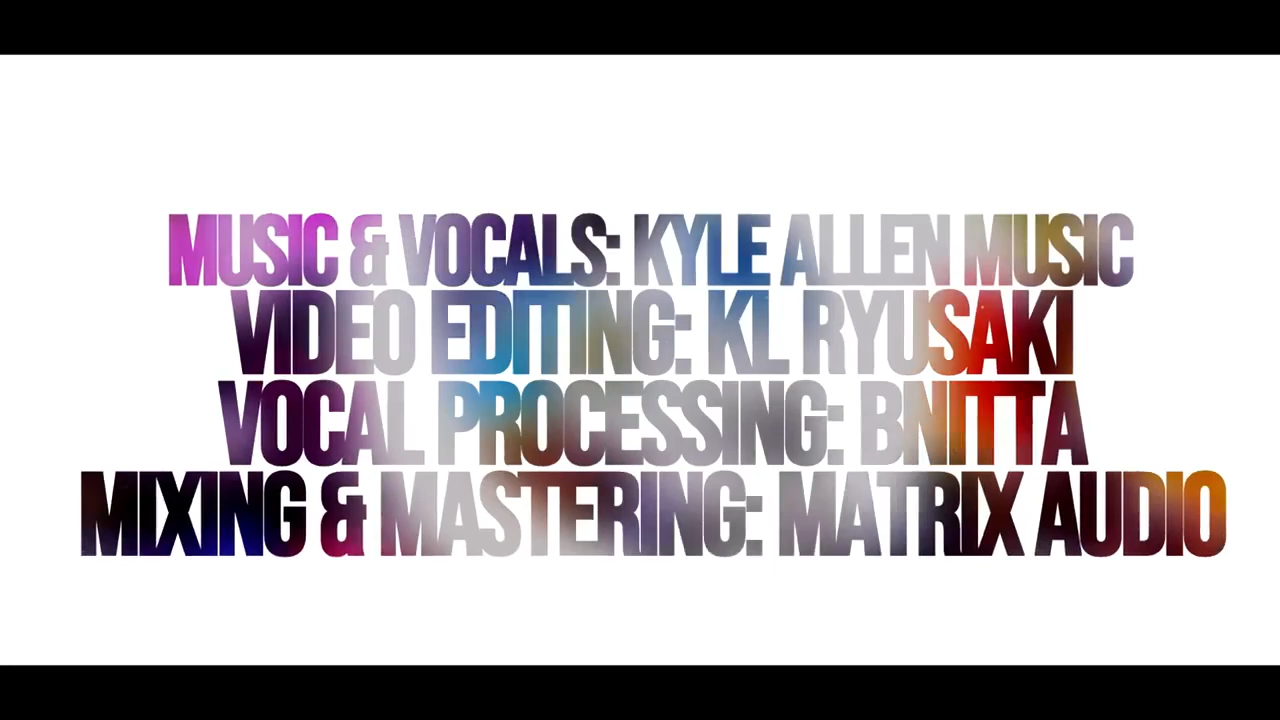 MUSIC & VOCALS: KYLE ALLEN MUSIC
VIDEO EDITING: KL RYUSAKI
VOCAL PROCESSING: BNITTA
MIXING & MASTERING: MATRIX AUDIO